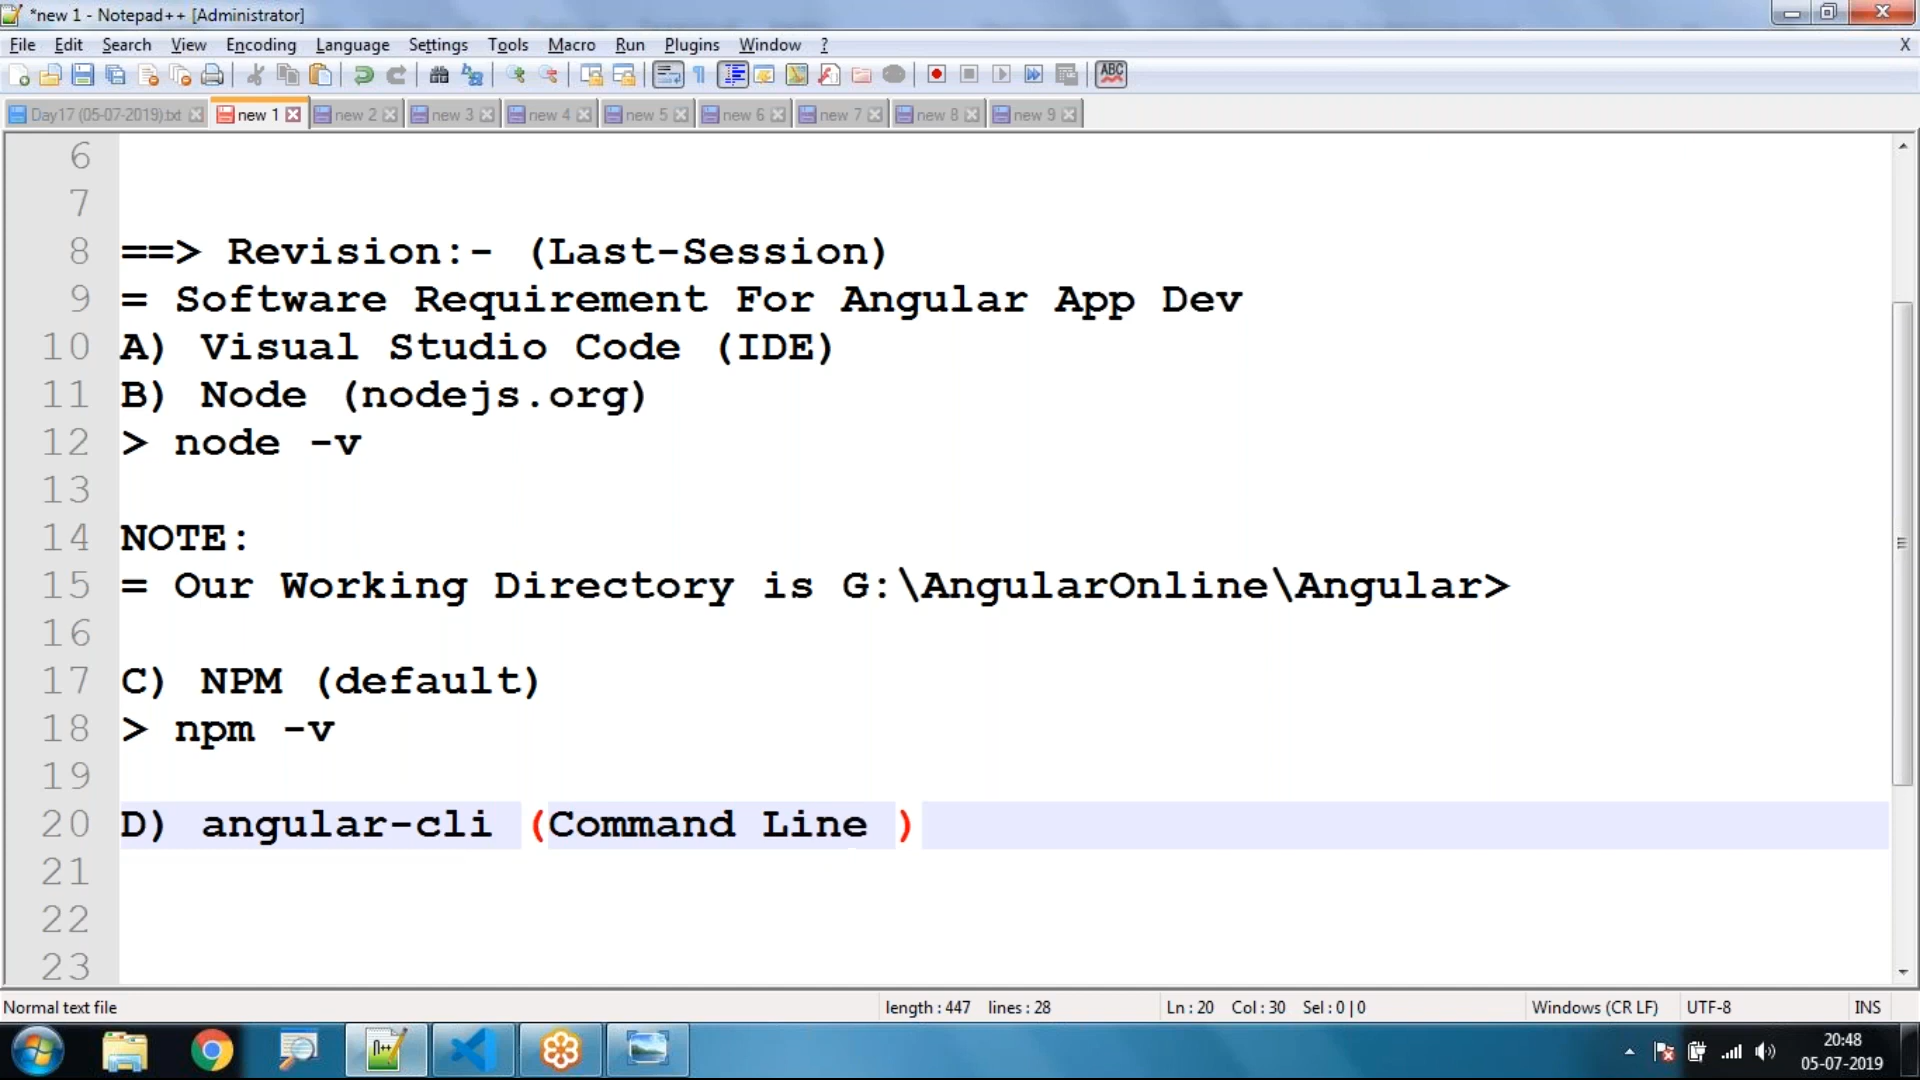 *new 1 - Notepad++ [Administrator]
File Edit Search View Encoding Language Settings Tools Macro Run Plugins Window ? X
ABC
Day17 (05-07-2019).txt new 1 new 2 new 3 new 4 new 5 new 6 new 7 new 8 new 9
6
7
8 ==> Revision:- (Last-Session)
9 = Software Requirement For Angular App Dev
10 A) Visual Studio Code (IDE)
11 B) Node (nodejs.org)
12 > node -v
13
14 NOTE:
15 = Our Working Directory is G:\AngularOnline\Angular>
16
17 C) NPM (default)
18 > npm -v
19
20 D) angular-cli (Command Line )
21
22
23
Normal text file length : 447 lines : 28 Ln : 20 Col : 30 Sel : 0 | 0 Windows (CR LF) UTF-8 INS
20:48
05-07-2019